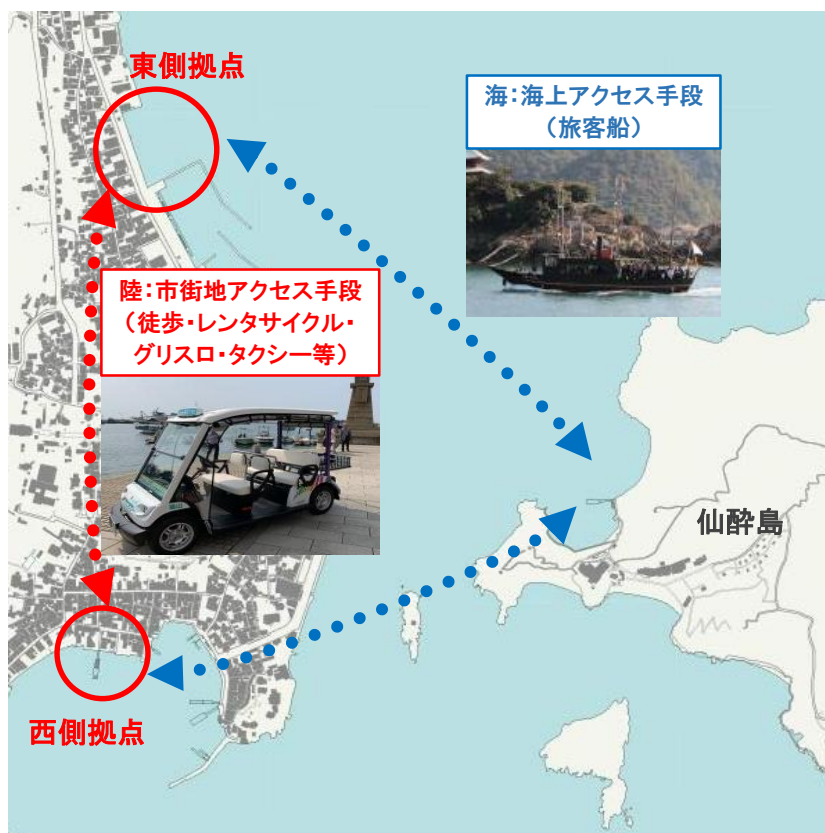 東側拠点
海:海上アクセス手段
(旅客船)
陸:市街地アクセス手段
(徒歩・レンタサイクル・
グリスロ・タクシー等)
仙酔島
西側拠点